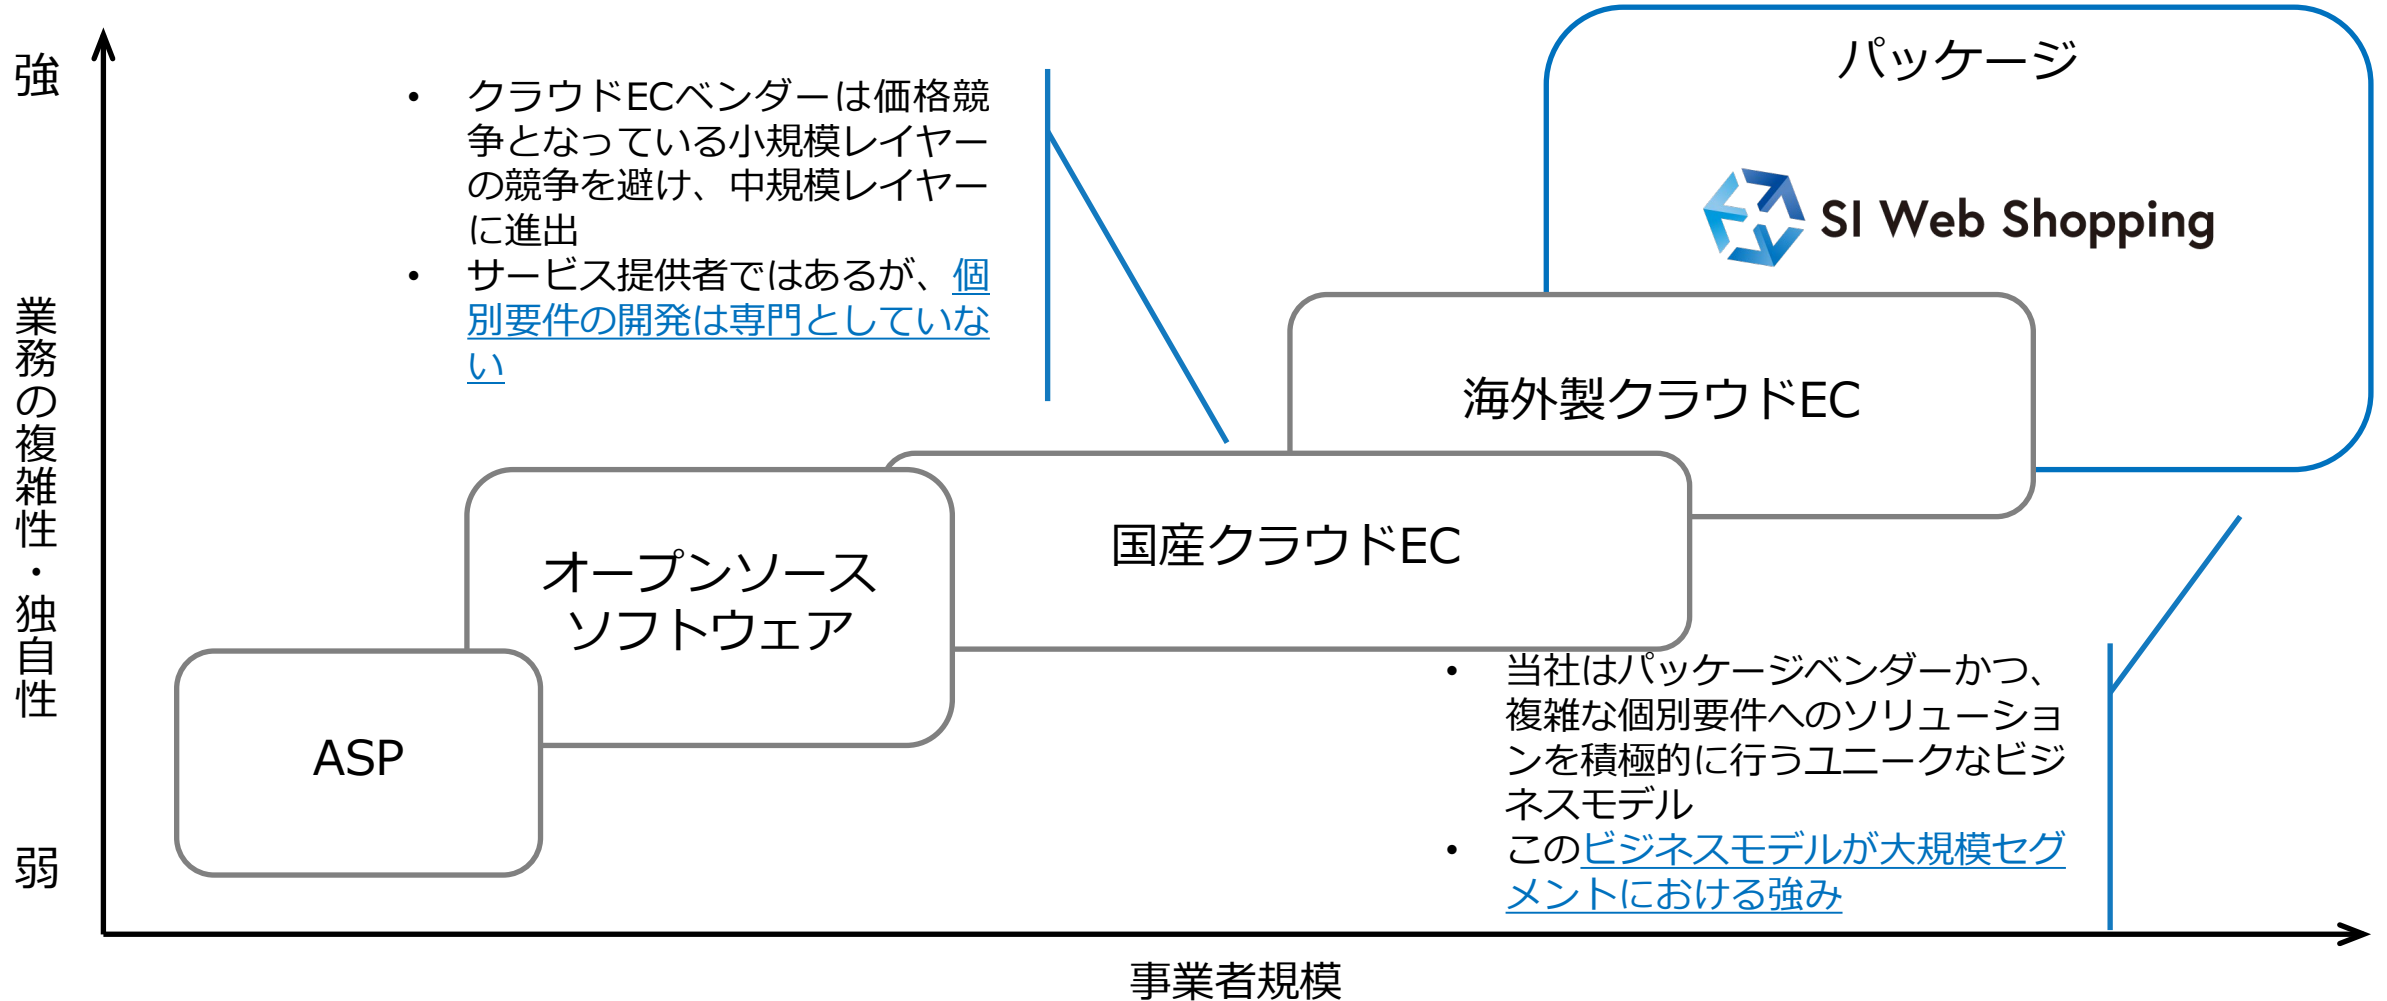 強
業務の複雑性・独自性
弱
• クラウドECベンダーは価格競
争となっている小規模レイヤー
の競争を避け、中規模レイヤー
に進出
• サービス提供者ではあるが、個
別要件の開発は専門としていな
い
パッケージ
SI Web Shopping
海外製クラウドEC
国産クラウドEC
オープンソース
ソフトウェア
ASP
• 当社はパッケージベンダーかつ、
複雑な個別要件へのソリューショ
ンを積極的に行うユニークなビジ
ネスモデル
• このビジネスモデルが大規模セグ
メントにおける強み
事業者規模